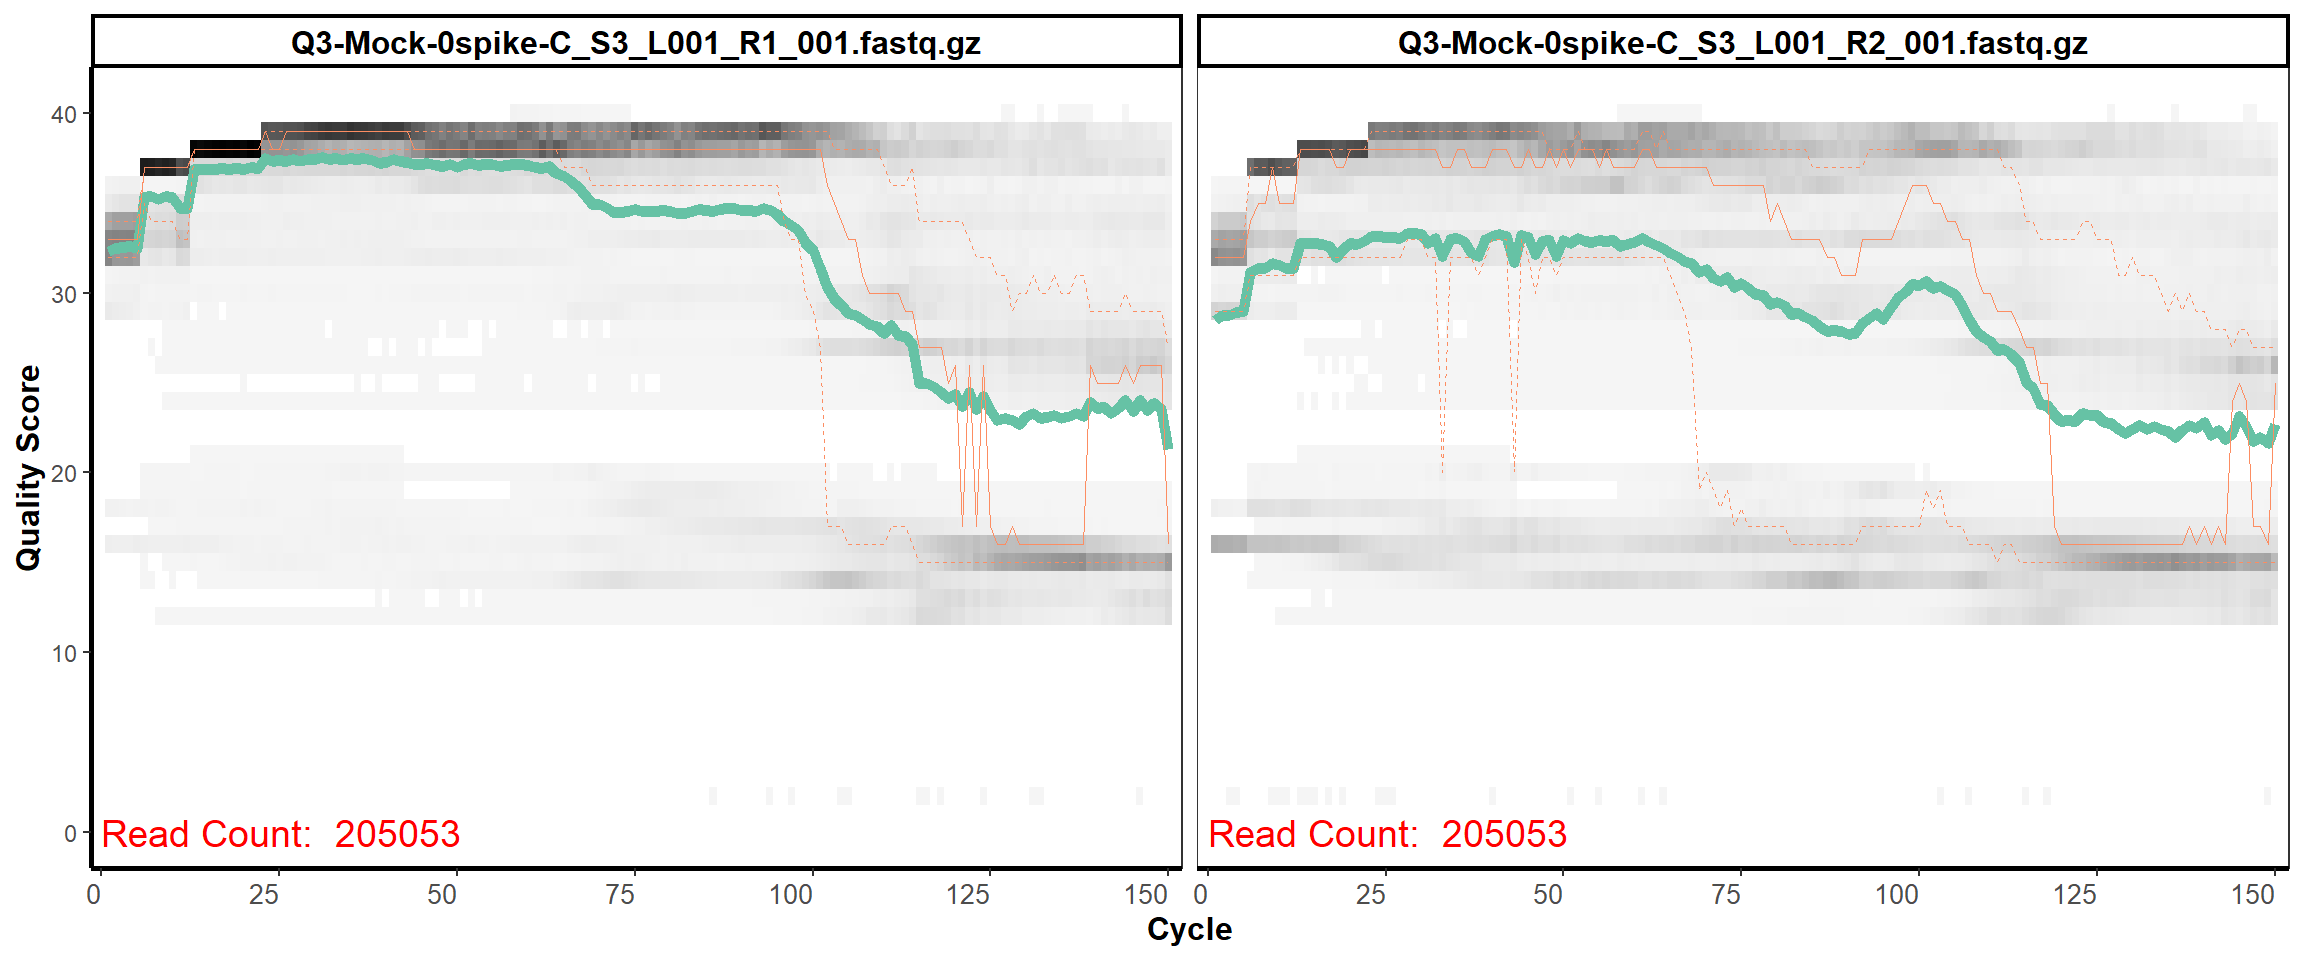 Q3-Mock-0spike-C_S3_L001_R1_001.fastq.gz
Q3-Mock-0spike-C_S3_L001_R2_001.fastq.gz
Quality Score
40
30
20
10
0
Read Count: 205053
Read Count: 205053
0 25 50 75 100 125 150
0 25 50 75 100 125 150
Cycle